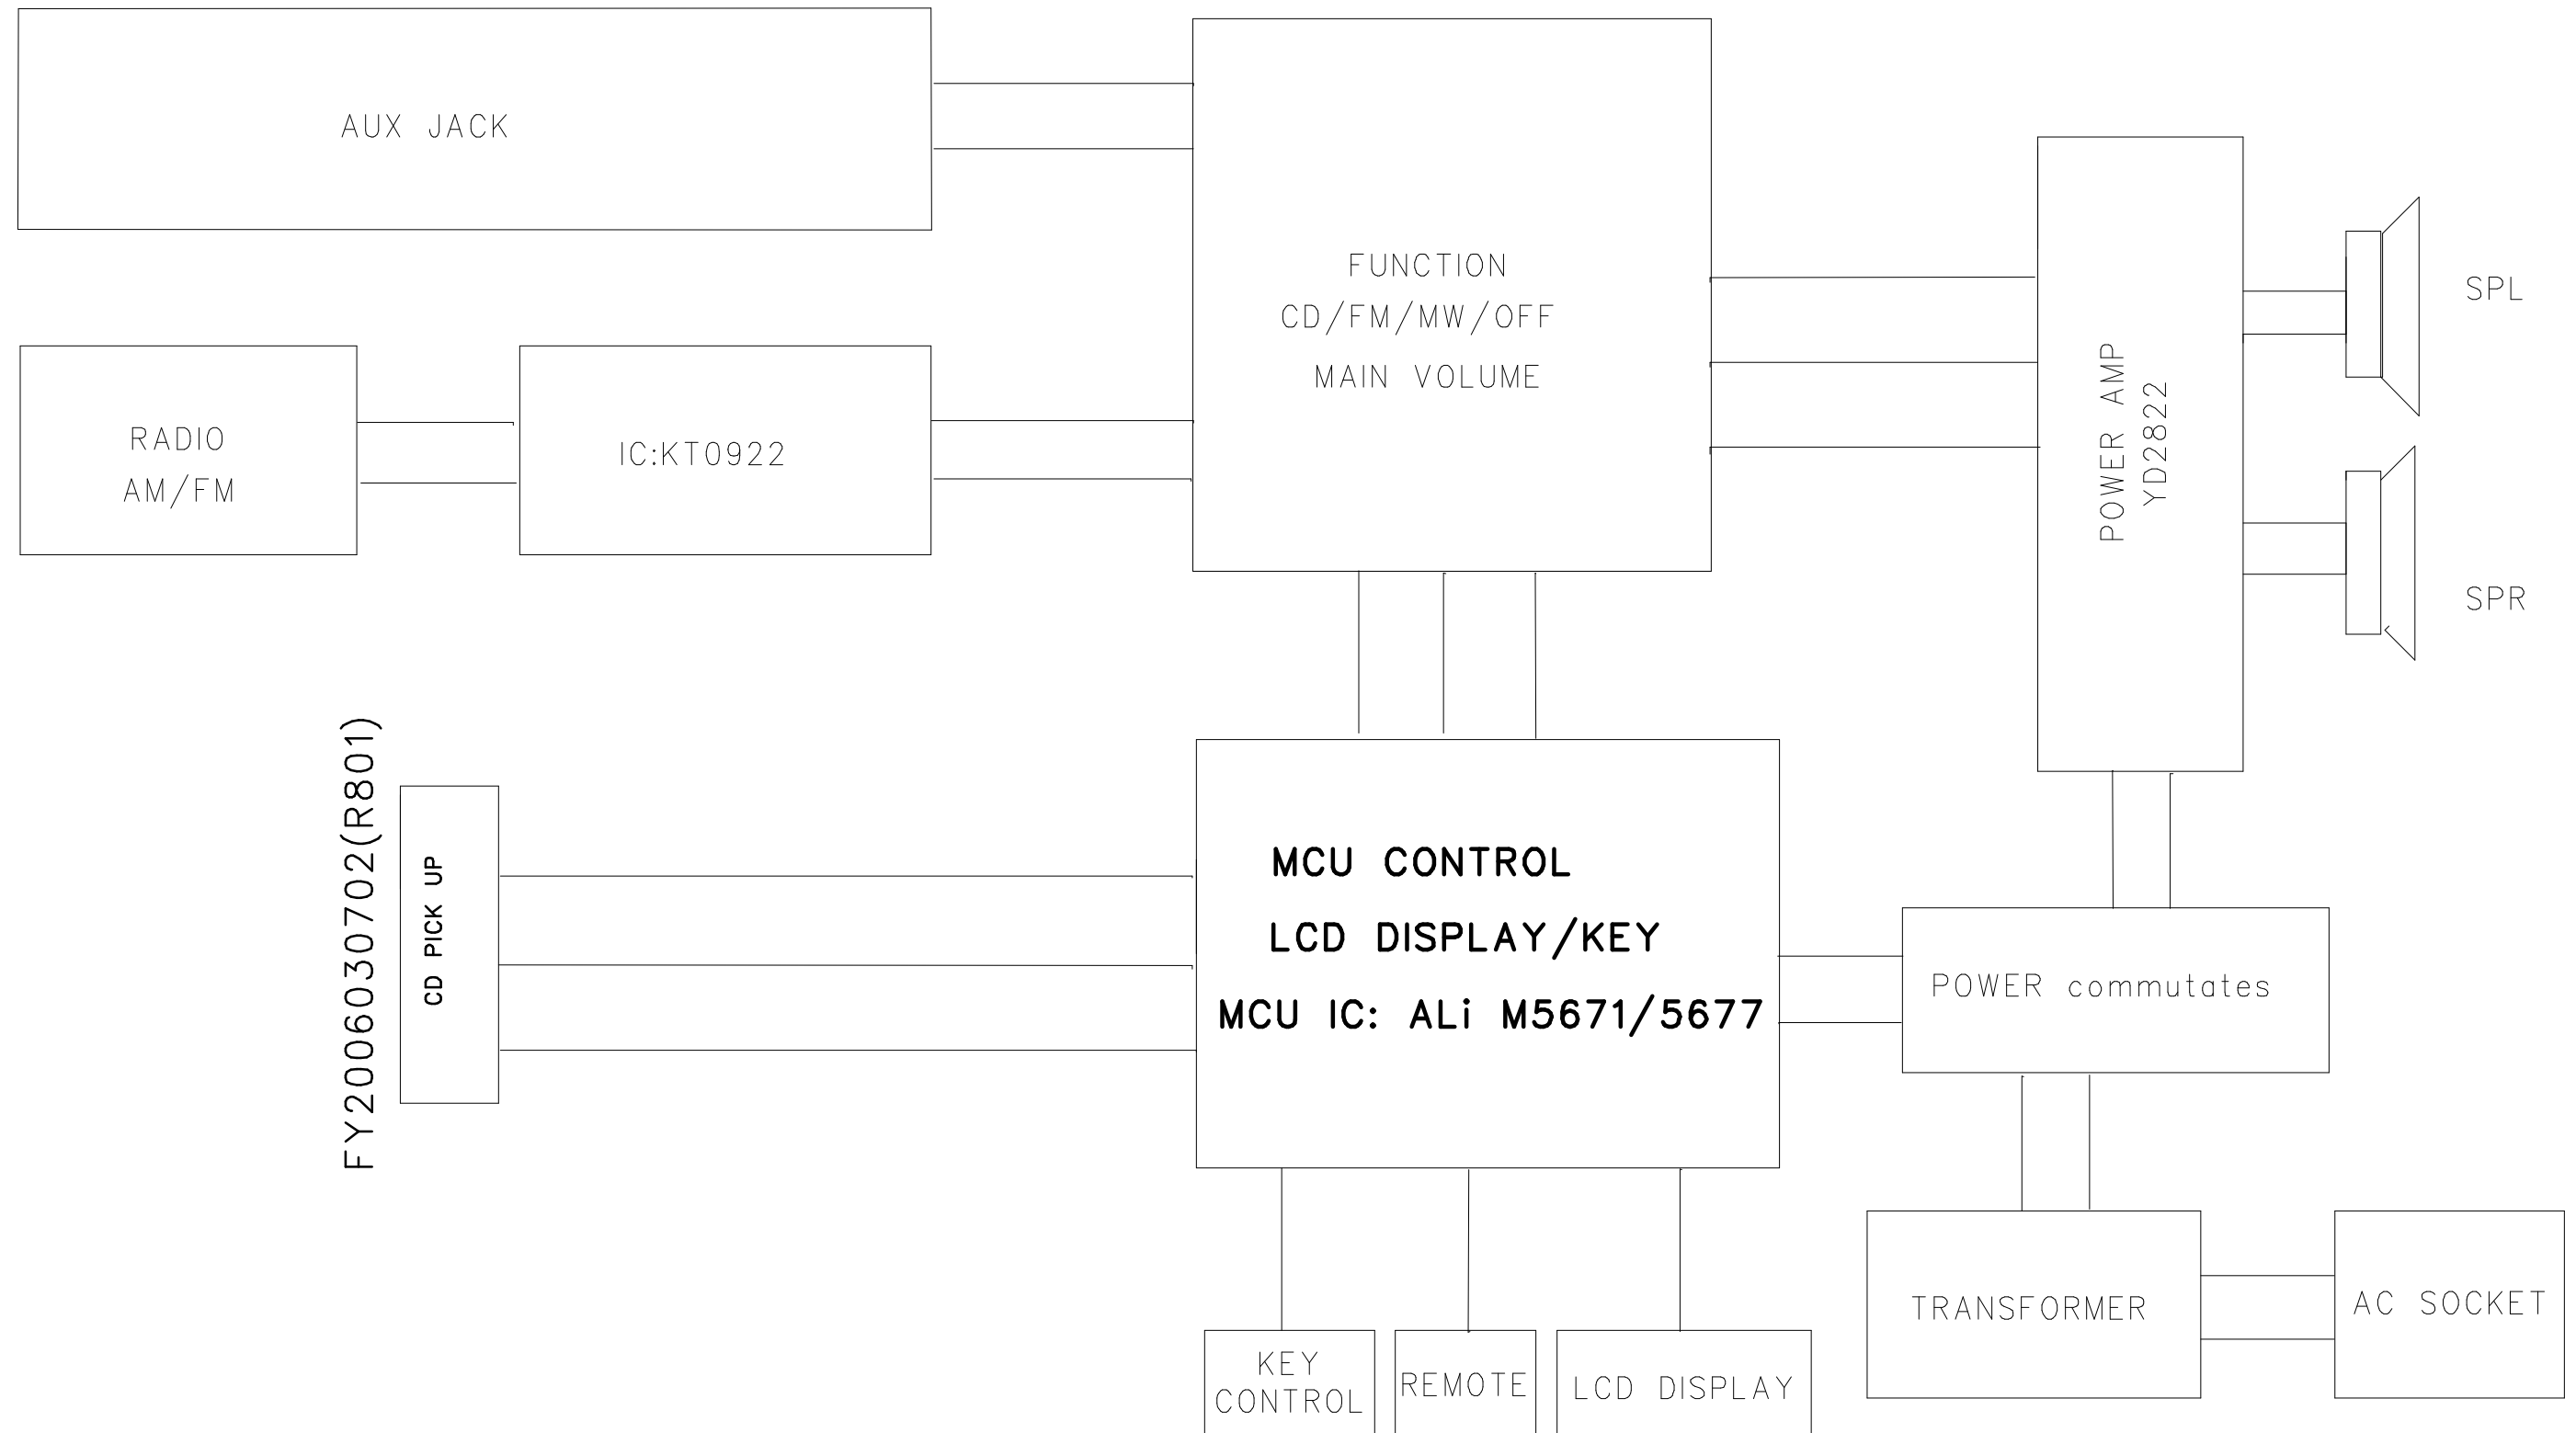 AUX JACK
FUNCTION
CD/FM/MW/OFF
MAIN VOLUME
RADIO
AM/FM
IC:KT0922
POWER AMP
YD2822
SPL
SPR
FY2006030702(R801)
CD PICK UP
MCU CONTROL
LCD DISPLAY/KEY
MCU IC: ALi M5671/5677
POWER commutates
TRANSFORMER
AC SOCKET
KEY
CONTROL
REMOTE
LCD DISPLAY